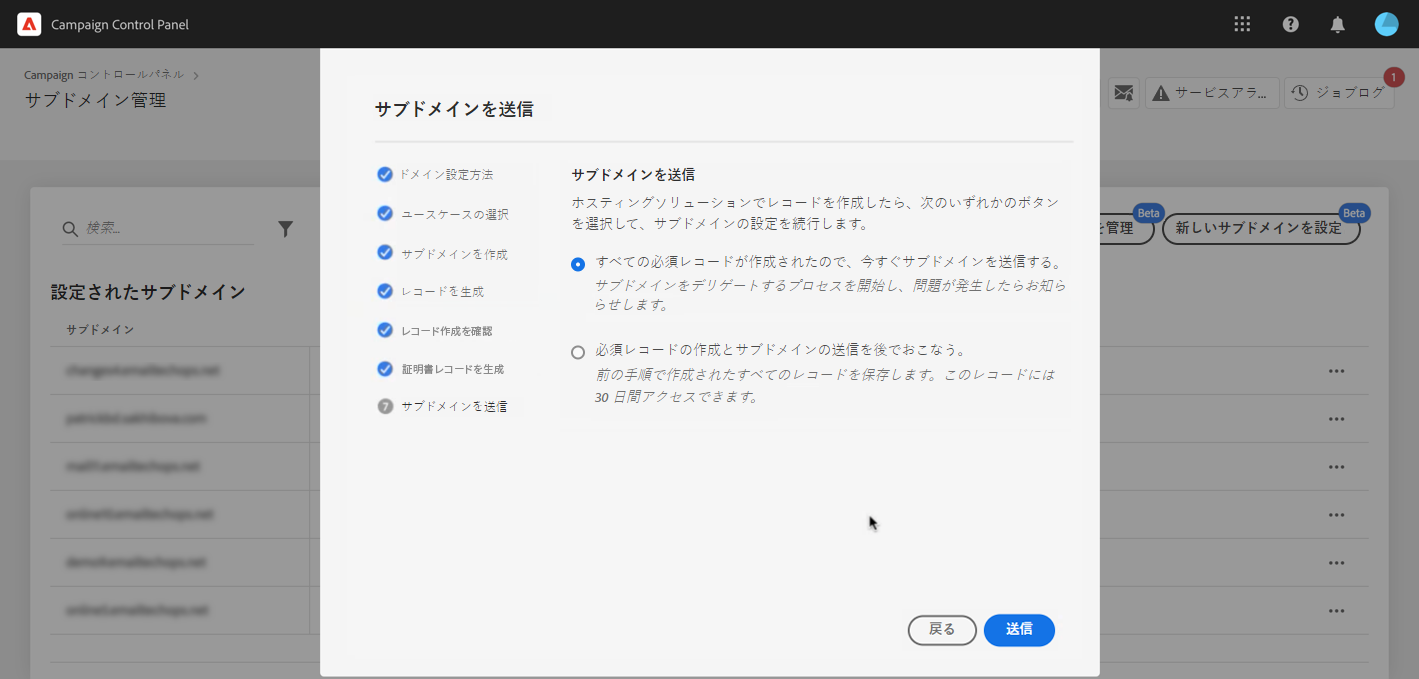 Campaign Control Panel
Campaign コントロールパネル
サブドメイン管理
サービスアラ...
ジョブログ
1
検索...
を管理
Beta
新しいサブドメインを設定
Beta
設定されたサブドメイン
サブドメイン
サブドメインを送信
ドメイン設定方法
ユースケースの選択
サブドメインを作成
レコードを生成
レコード作成を確認
証明書レコードを生成
7 サブドメインを送信
サブドメインを送信
ホスティングソリューションでレコードを作成したら、次のいずれかのボタン
を選択して、サブドメインの設定を続行します。
すべての必須レコードが作成されたので、今すぐサブドメインを送信する。
サブドメインをデリゲートするプロセスを開始し、問題が発生したらお知ら
らせします。
必須レコードの作成とサブドメインの送信を後でおこなう。
前の手順で作成されたすべてのレコードを保存します。このレコードには
30 日間アクセスできます。
戻る
送信